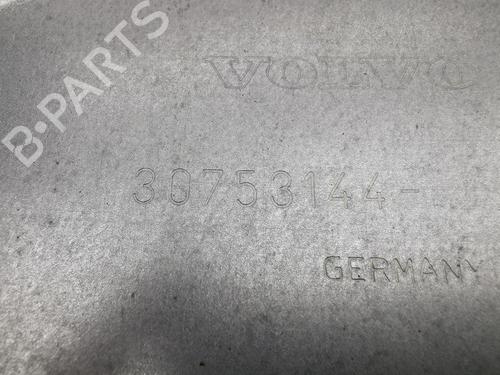 VOLVO
30753144-
GERMANY
B-PARTS